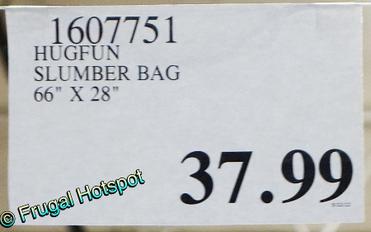 1607751
HUGFUN
SLUMBER BAG
66" X 28"
37.99
© Frugal Hotspot